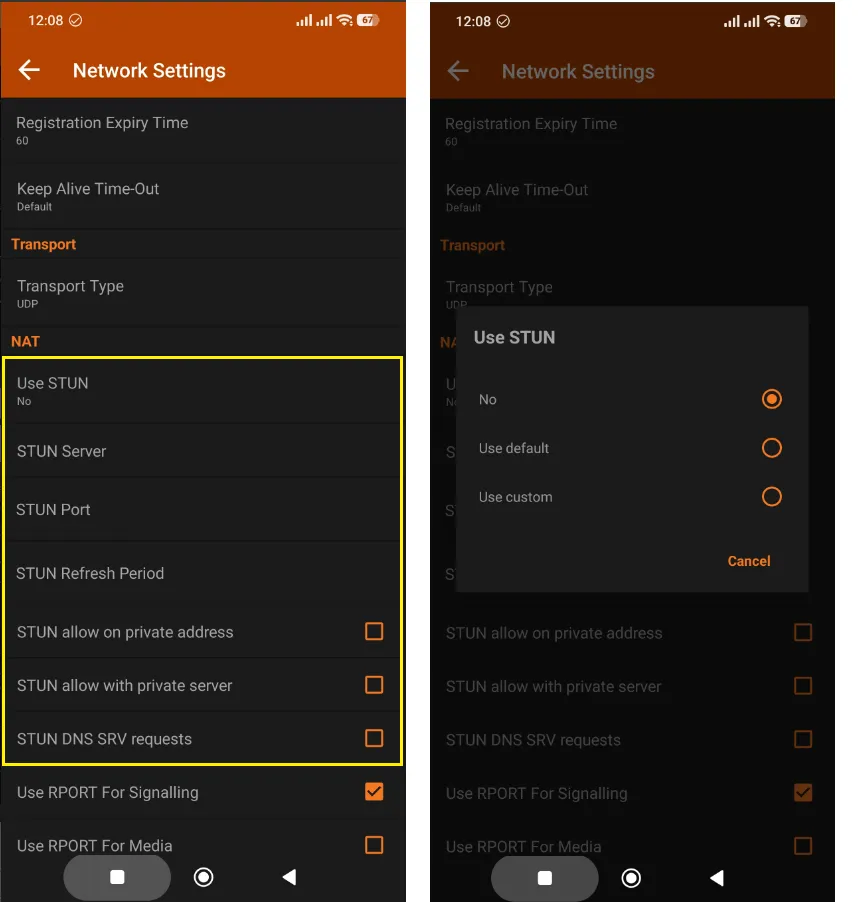 12:08
67
Network Settings
Registration Expiry Time
60
Keep Alive Time-Out
Default
Transport
Transport Type
UDP
NAT
Use STUN
No
STUN Server
STUN Port
STUN Refresh Period
STUN allow on private address
STUN allow with private server
STUN DNS SRV requests
Use RPORT For Signalling
Use RPORT For Media
12:08
67
Network Settings
Registration Expiry Time
60
Keep Alive Time-Out
Default
Transport
Transport Type
UDP
NA
Use STUN
U
No
No
Use default
S
Use custom
S
Cancel
S
STUN allow on private address
STUN allow with private server
STUN DNS SRV requests
Use RPORT For Signalling
Use RPORT For Media